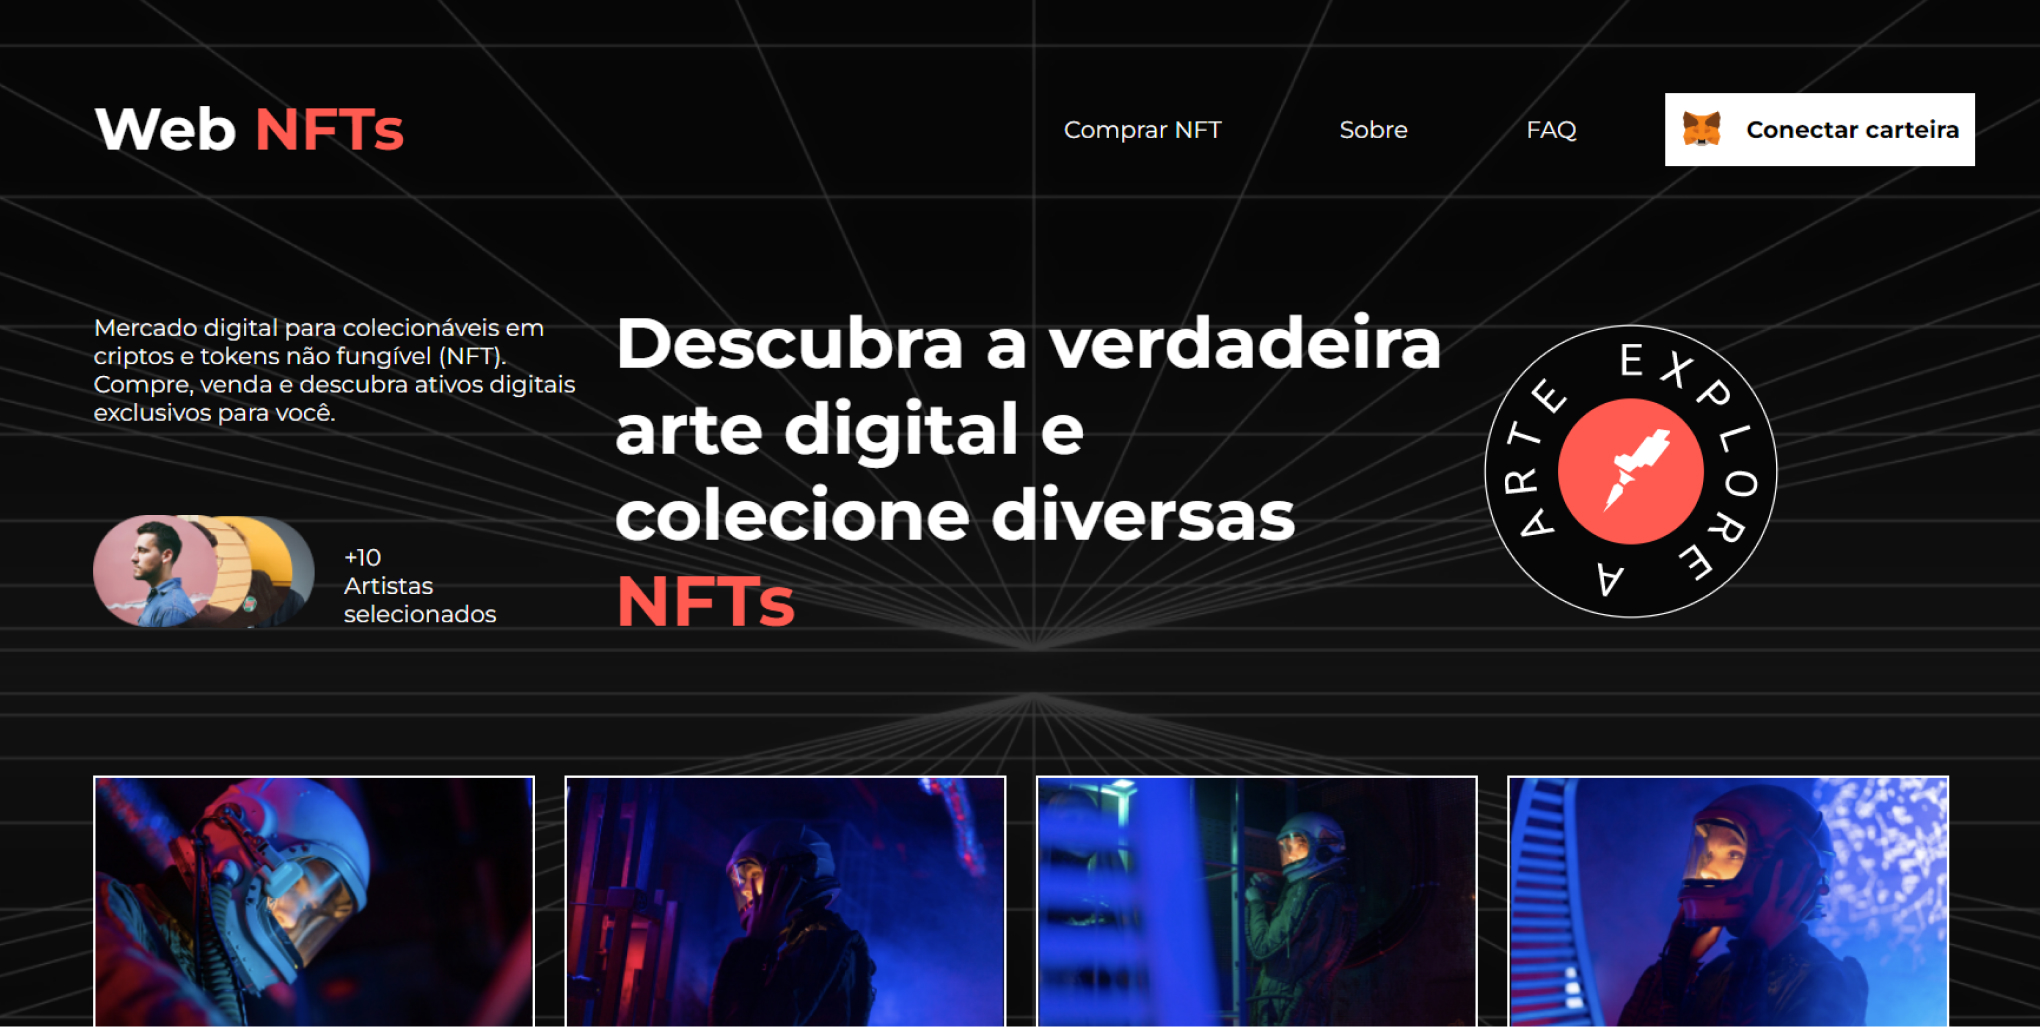 Web NFTs
Comprar NFT
Sobre
FAQ
Conectar carteira
Mercado digital para colecionáveis em
criptos e tokens não fungível (NFT).
Compre, venda e descubra ativos digitais
exclusivos para você.
+10
Artistas
selecionados
Descubra a verdadeira
arte digital e
colecione diversas
NFTs
EXPLORE A ARTE